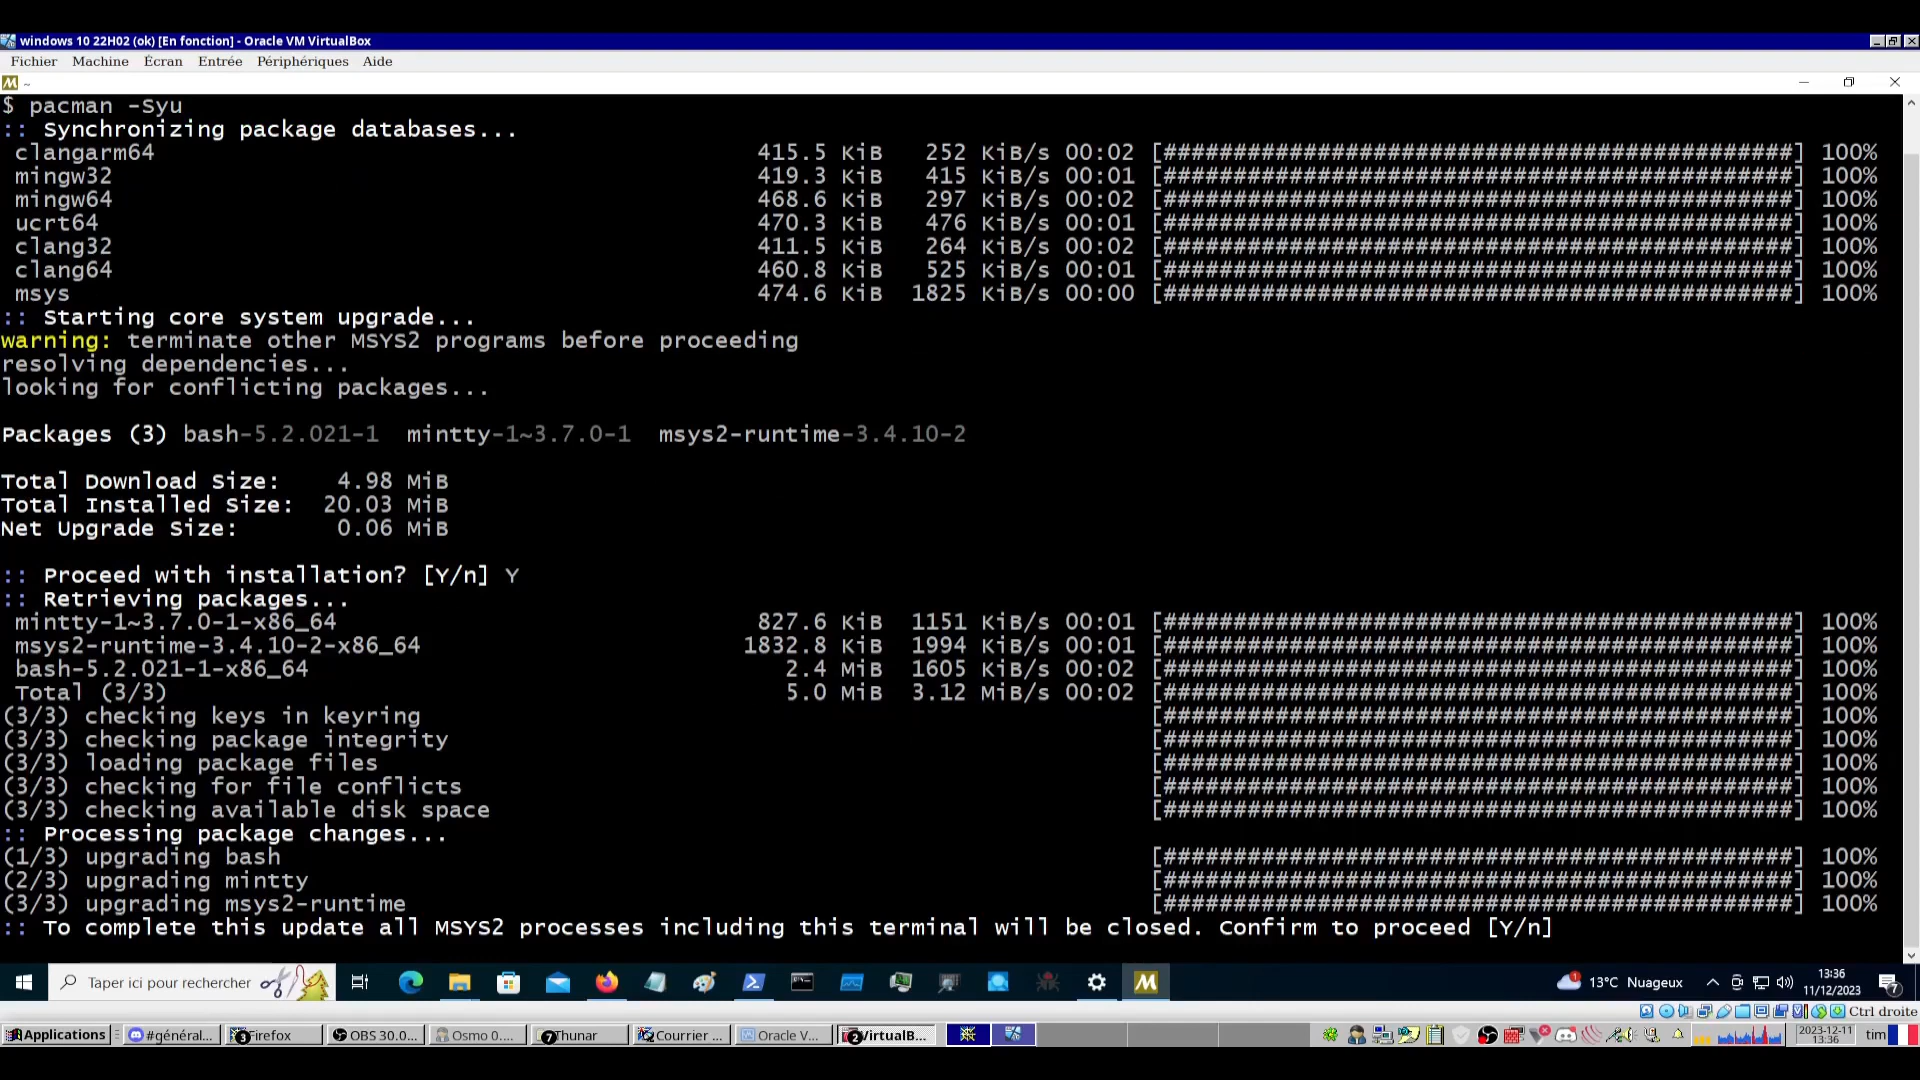 windows 10 22H02 (ok) [En fonction] - Oracle VM VirtualBox
Fichier Machine Écran Entrée Périphériques Aide
~
$ pacman -Syu
:: Synchronizing package databases...
clangarm64 415.5 KiB 252 KiB/s 00:02 [#############################################] 100%
mingw32 419.3 KiB 415 KiB/s 00:01 [#############################################] 100%
mingw64 468.6 KiB 297 KiB/s 00:02 [#############################################] 100%
ucrt64 470.3 KiB 476 KiB/s 00:01 [#############################################] 100%
clang32 411.5 KiB 264 KiB/s 00:02 [#############################################] 100%
clang64 460.8 KiB 525 KiB/s 00:01 [#############################################] 100%
msys 474.6 KiB 1825 KiB/s 00:00 [#############################################] 100%
:: Starting core system upgrade...
warning: terminate other MSYS2 programs before proceeding
resolving dependencies...
looking for conflicting packages...
Packages (3) bash-5.2.021-1 mintty-1~3.7.0-1 msys2-runtime-3.4.10-2
Total Download Size: 4.98 MiB
Total Installed Size: 20.03 MiB
Net Upgrade Size: 0.06 MiB
:: Proceed with installation? [Y/n] Y
:: Retrieving packages...
mintty-1~3.7.0-1-x86_64 827.6 KiB 1151 KiB/s 00:01 [#############################################] 100%
msys2-runtime-3.4.10-2-x86_64 1832.8 KiB 1994 KiB/s 00:01 [#############################################] 100%
bash-5.2.021-1-x86_64 2.4 MiB 1605 KiB/s 00:02 [#############################################] 100%
Total (3/3) 5.0 MiB 3.12 MiB/s 00:02 [#############################################] 100%
(3/3) checking keys in keyring [#############################################] 100%
(3/3) checking package integrity [#############################################] 100%
(3/3) loading package files [#############################################] 100%
(3/3) checking for file conflicts [#############################################] 100%
(3/3) checking available disk space [#############################################] 100%
:: Processing package changes...
(1/3) upgrading bash [#############################################] 100%
(2/3) upgrading mintty [#############################################] 100%
(3/3) upgrading msys2-runtime [#############################################] 100%
:: To complete this update all MSYS2 processes including this terminal will be closed. Confirm to proceed [Y/n]
Taper ici pour rechercher 1 13°C Nuageux 13:36
11/12/2023 7
Ctrl droite
Applications #général... 3 Firefox OBS 30.0... Osmo 0.... 7 Thunar Courrier ... Oracle V... 2 VirtualB... 2023-12-11
13:36 tim